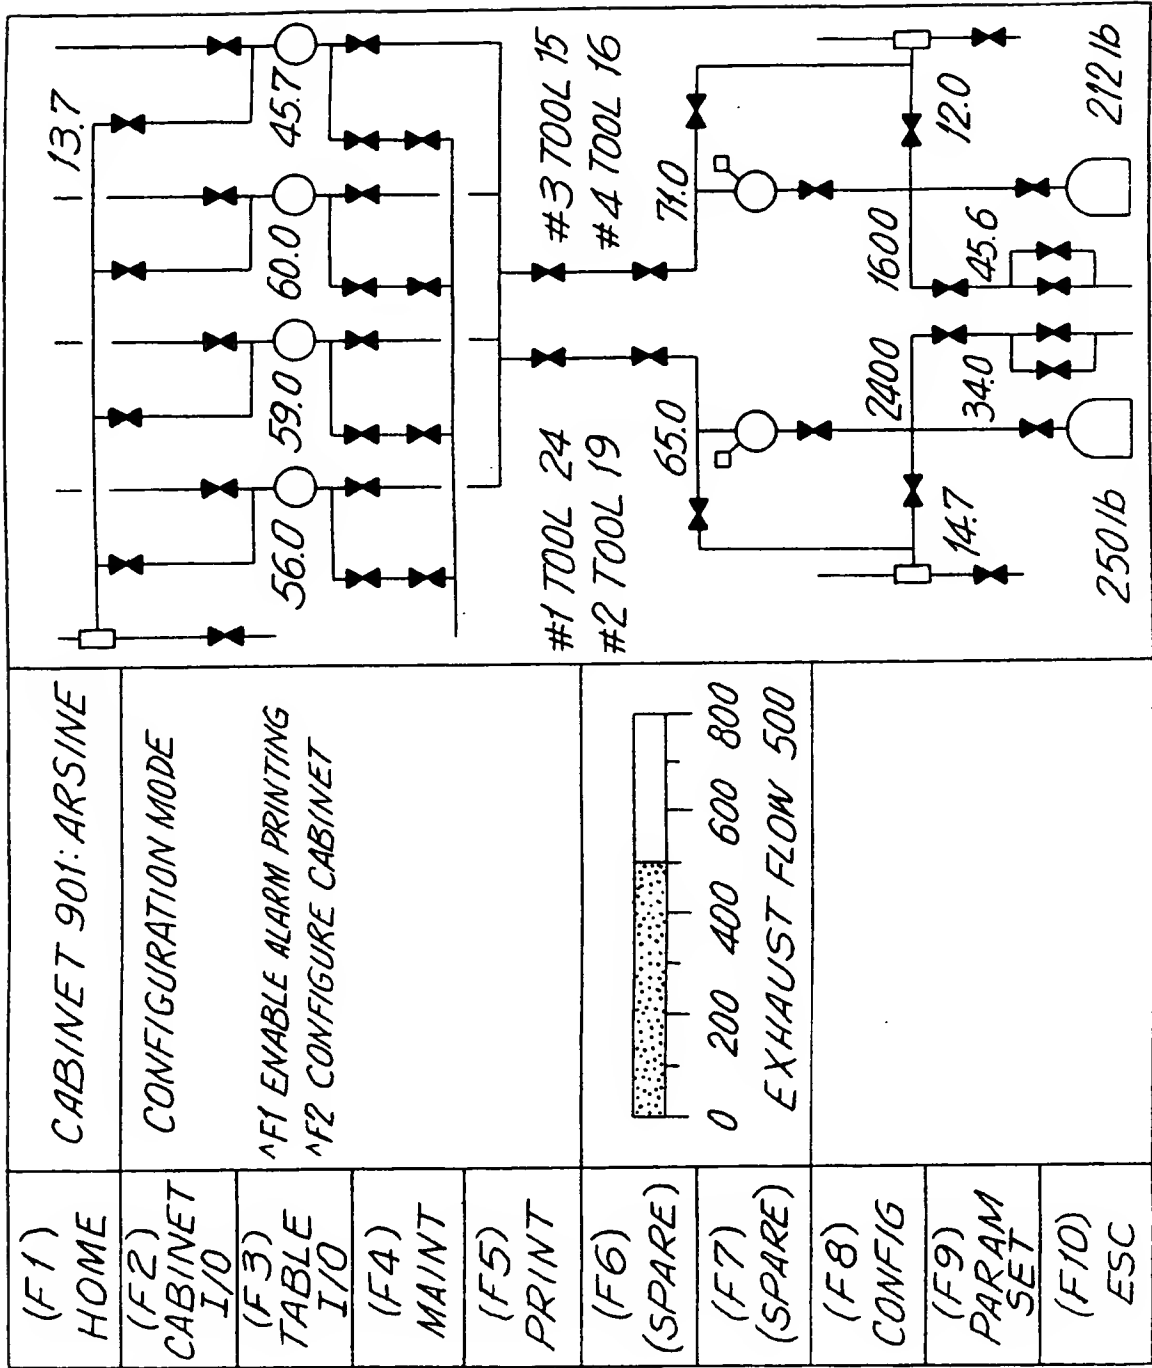 (F1)
HOME
(F2)
CABINET
I/O
(F3)
TABLE
I/O
(F4)
MAINT
(F5)
PRINT
(F6)
(SPARE)
(F7)
(SPARE)
(F8)
CONFIG
(F9)
PARAM
SET
(F10)
ESC
CABINET 901: ARSINE
CONFIGURATION MODE
^F1 ENABLE ALARM PRINTING
^F2 CONFIGURE CABINET
0 200 400 600 800
EXHAUST FLOW 500
13.7
56.0 59.0 60.0 45.7
#1 TOOL 24 #3 TOOL 15
#2 TOOL 19 #4 TOOL 16
65.0 71.0
2400 1600
14.7 34.0 45.6 12.0
250 lb 212 lb